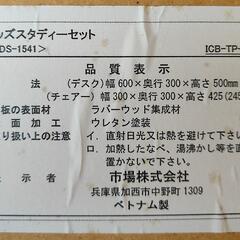 ッズスタディーセット
DS-1541> ICB-TP-
品質表示
法 (デスク)幅600×奥行300×高さ500mm
(チェアー)幅300×奥行300×高さ425(245
板の表面材 ラバーウッド集成材
面加工 ウレタン塗装
り扱い上の注意 イ.直射日光又は熱を避け
ロ.加熱したなべ、湯沸かし等を直
置かないで下さい。
示者 市場株式会社
兵庫県加西市中野町1309
ベトナム製